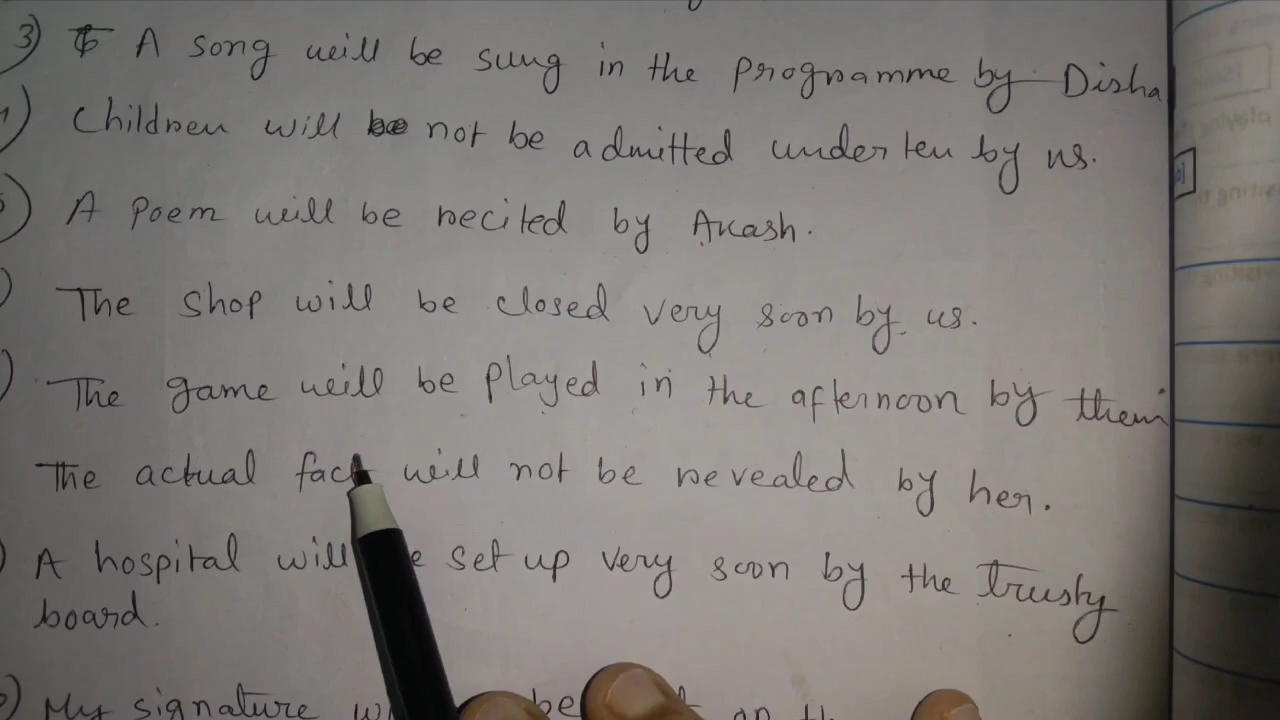 3) A song will be sung in the programme by Disha
Children will be not be admitted under ten by us.
A poem will be recited by Akash.
The shop will be closed very soon by us.
The game will be played in the afternoon by them
The actual fact will not be revealed by her.
A hospital will set up very soon by the trusty
board.
My signature be on